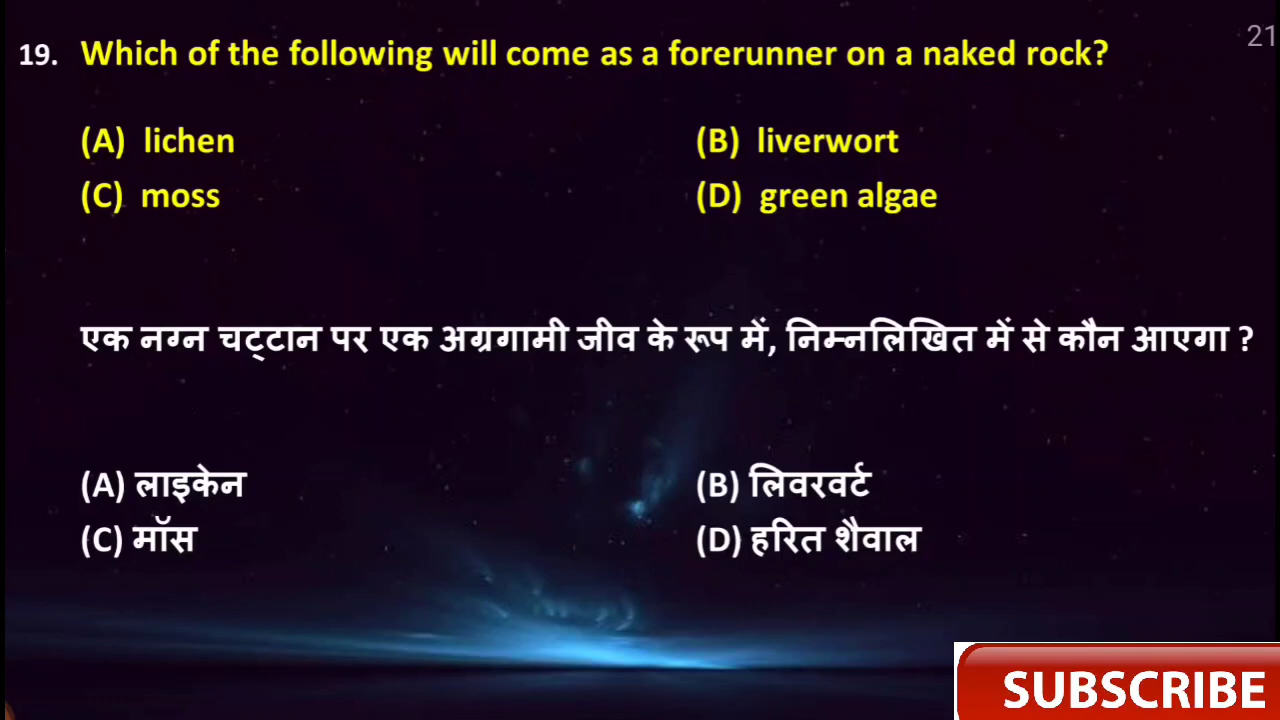 19. Which of the following will come as a forerunner on a naked rock?
21
(A) lichen (B) liverwort
(C) moss (D) green algae
एक नग्न चट्टान पर एक अग्रगामी जीव के रूप में, निम्नलिखित में से कौन आएगा ?
(A) लाइकेन (B) लिवरवर्ट
(C) मॉस (D) हरित शैवाल
SUBSCRIBE